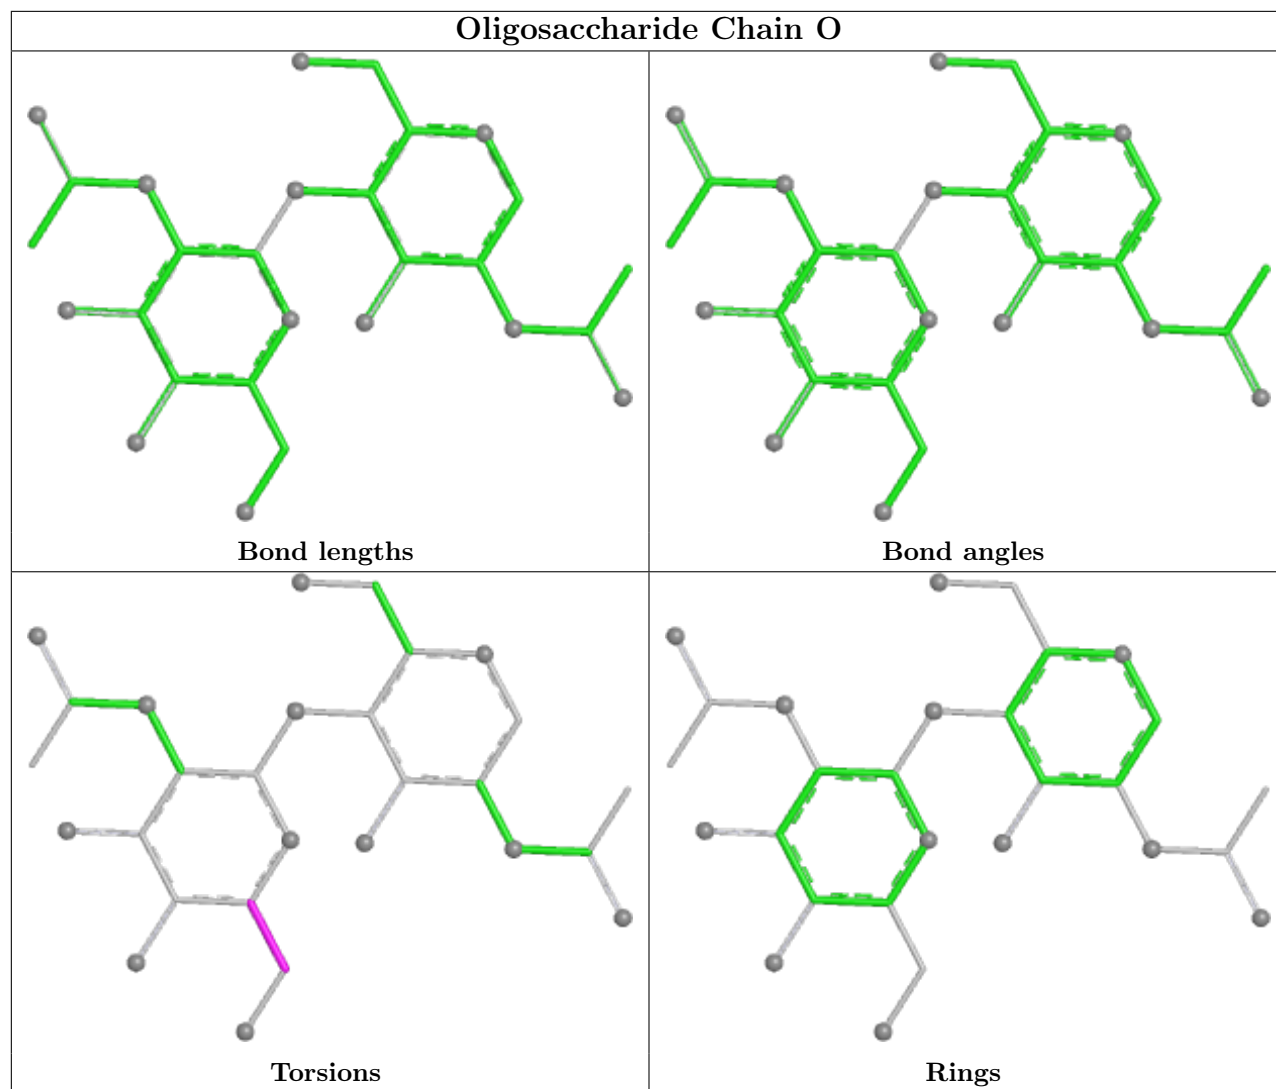 Oligosaccharide Chain O
Bond lengths
Bond angles
Torsions
Rings